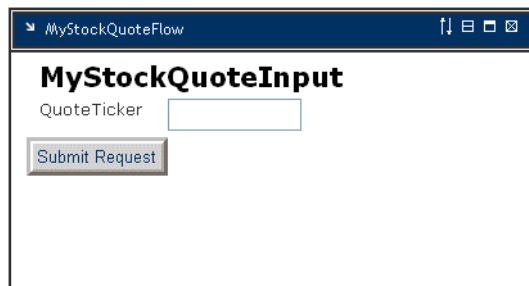 MyStockQuoteFlow
MyStockQuoteInput
QuoteTicker
Submit Request